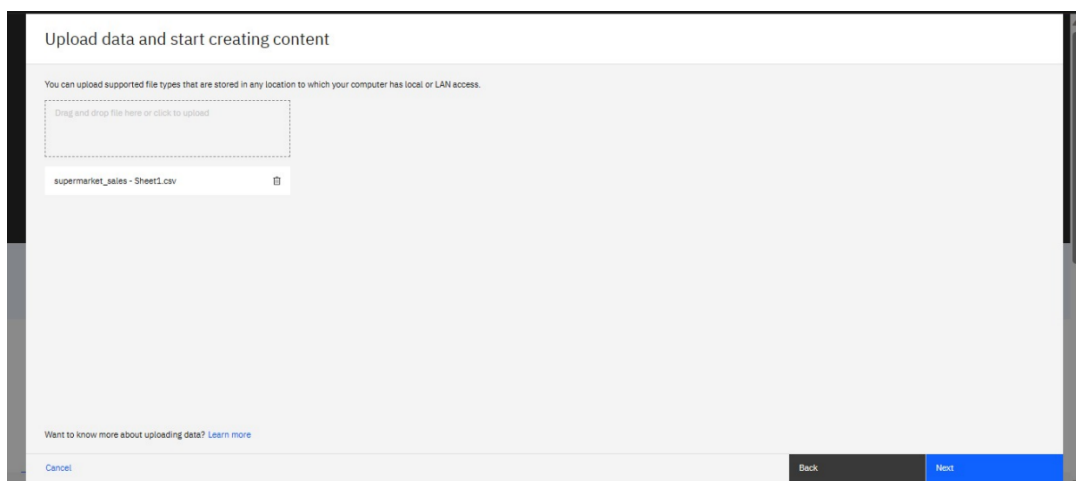 Upload data and start creating content
You can upload supported file types that are stored in any location to which your computer has local or LAN access.
Drag and drop file here or click to upload
supermarket_sales - Sheet1.csv
Want to know more about uploading data? Learn more
Cancel
Back
Next